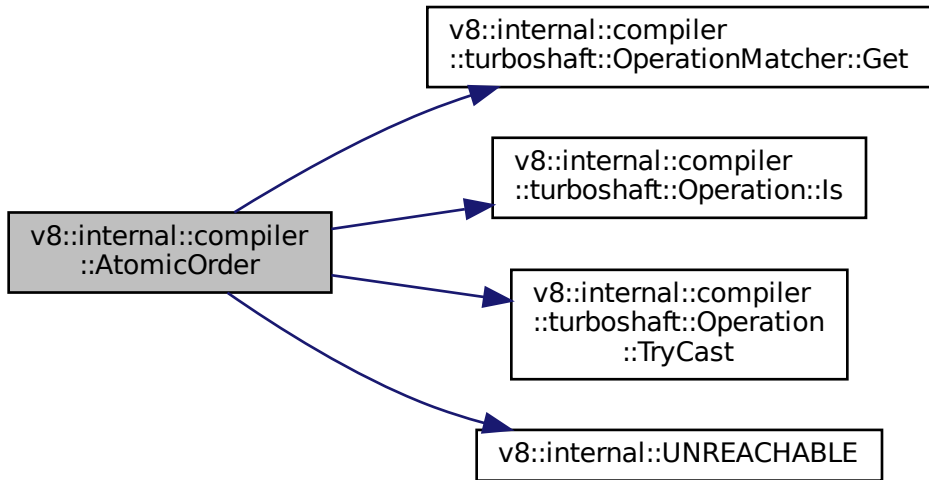 v8::internal::compiler
::turboshaft::OperationMatcher::Get
v8::internal::compiler
::turboshaft::Operation::Is
v8::internal::compiler
::AtomicOrder
v8::internal::compiler
::turboshaft::Operation
::TryCast
v8::internal::UNREACHABLE